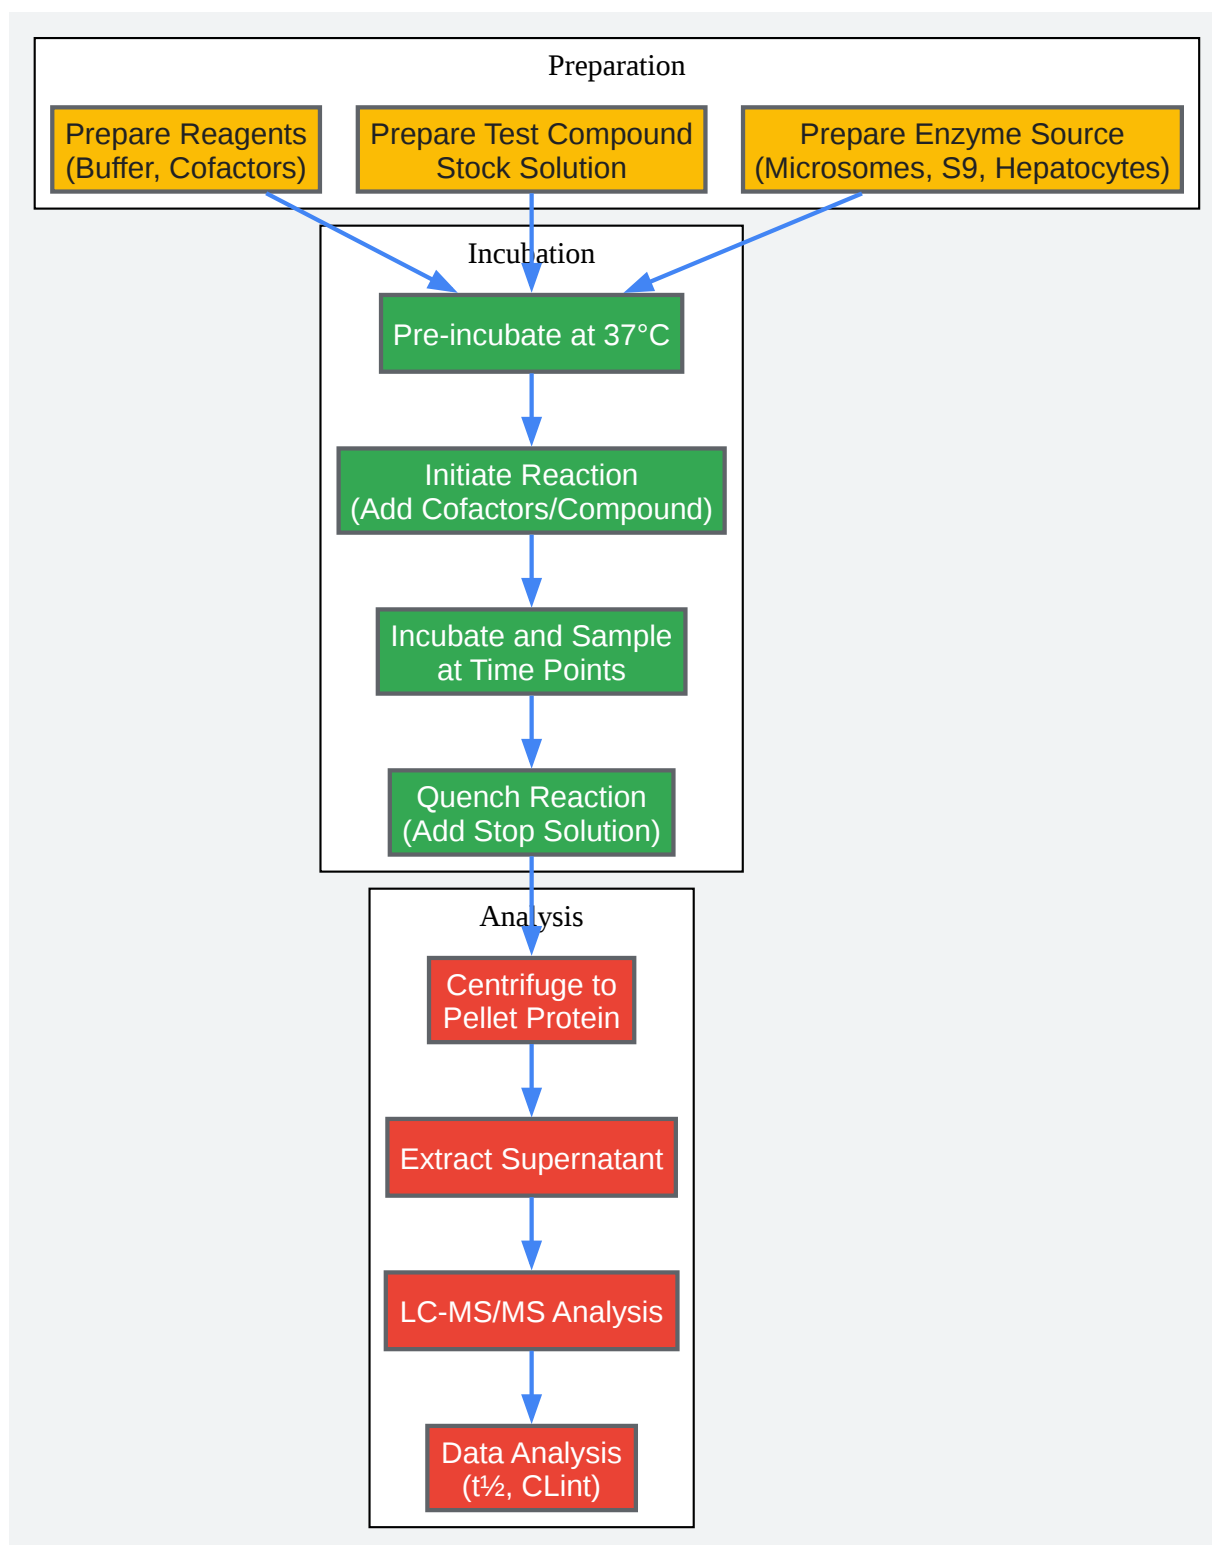 Preparation
Prepare Reagents
(Buffer, Cofactors)
Prepare Test Compound
Stock Solution
Prepare Enzyme Source
(Microsomes, S9, Hepatocytes)
Incubation
Pre-incubate at 37°C
Initiate Reaction
(Add Cofactors/Compound)
Incubate and Sample
at Time Points
Quench Reaction
(Add Stop Solution)
Analysis
Centrifuge to
Pellet Protein
Extract Supernatant
LC-MS/MS Analysis
Data Analysis
(t½, CLint)